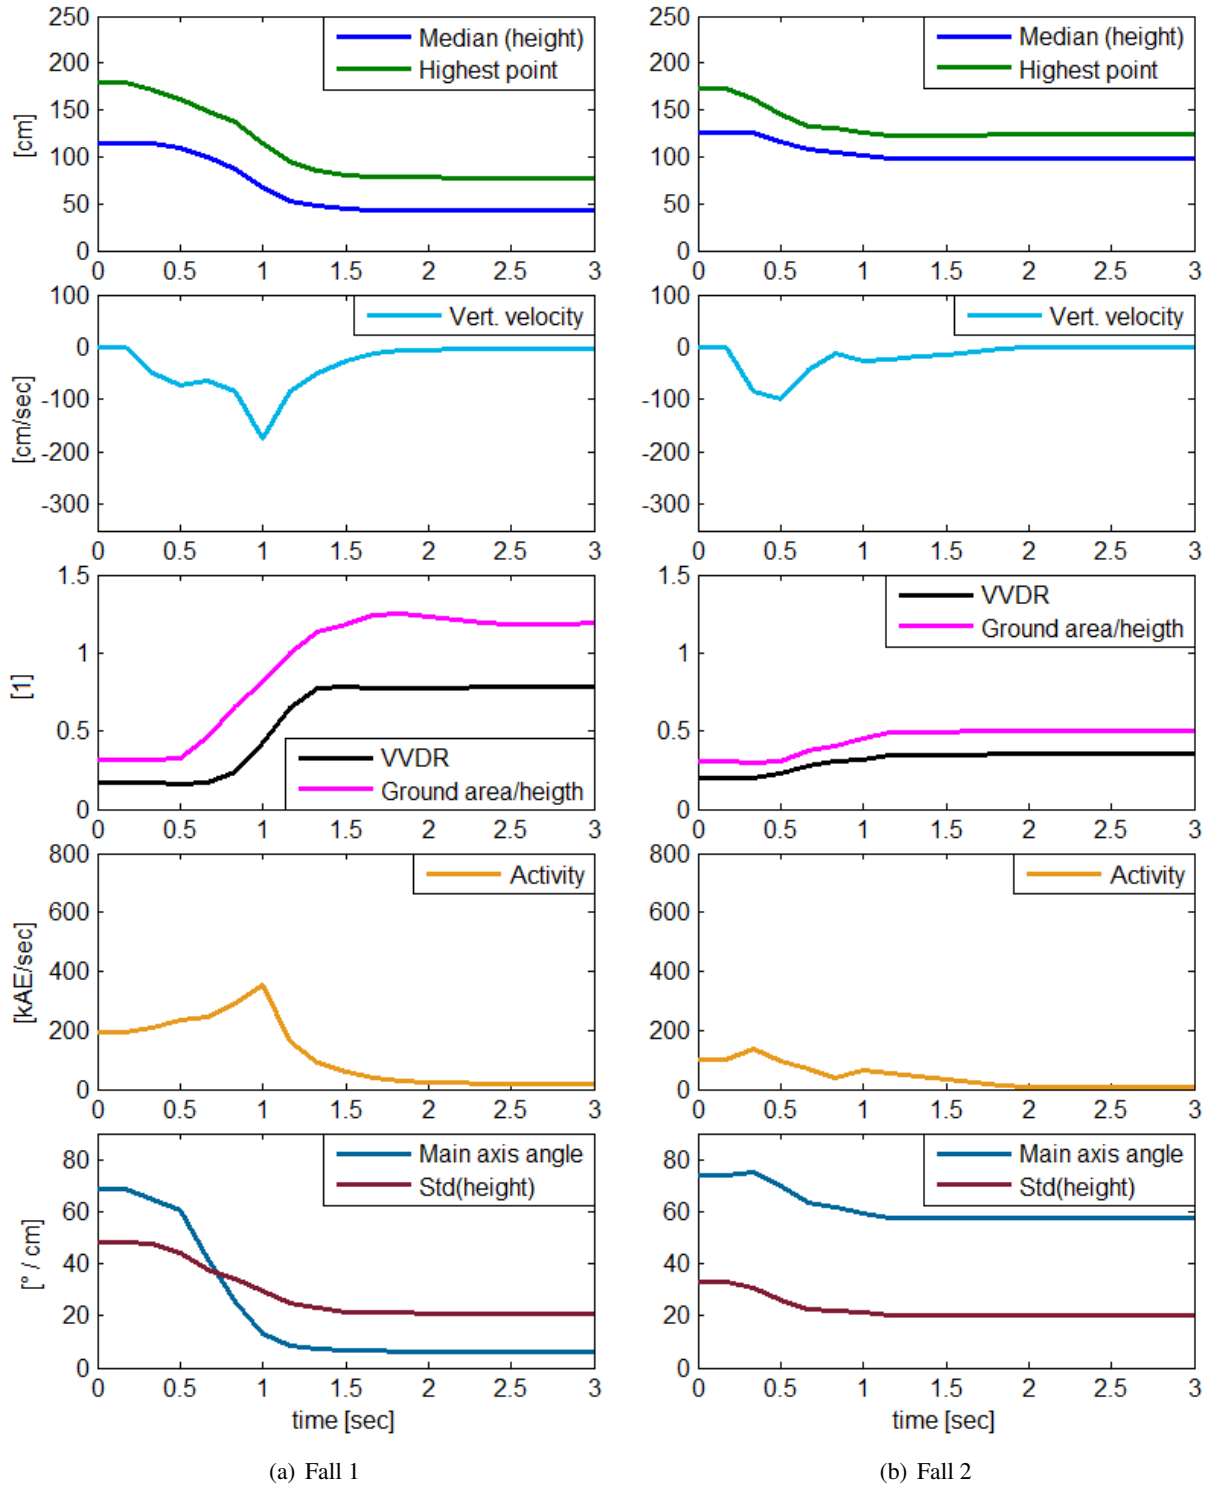 250
200
150
100
50
0
[cm]
Median (height)
Highest point
0 0.5 1 1.5 2 2.5 3
100
0
-100
-200
-300
[cm/sec]
Vert. velocity
0 0.5 1 1.5 2 2.5 3
1.5
1
0.5
0
[1]
VVDR
Ground area/heigth
0 0.5 1 1.5 2 2.5 3
800
600
400
200
0
[kAE/sec]
Activity
0 0.5 1 1.5 2 2.5 3
80
60
40
20
0
[° / cm]
Main axis angle
Std(height)
0 0.5 1 1.5 2 2.5 3
time [sec]
(a) Fall 1
250
200
150
100
50
0
Median (height)
Highest point
0 0.5 1 1.5 2 2.5 3
100
0
-100
-200
-300
Vert. velocity
0 0.5 1 1.5 2 2.5 3
1.5
1
0.5
0
VVDR
Ground area/heigth
0 0.5 1 1.5 2 2.5 3
800
600
400
200
0
Activity
0 0.5 1 1.5 2 2.5 3
80
60
40
20
0
Main axis angle
Std(height)
0 0.5 1 1.5 2 2.5 3
time [sec]
(b) Fall 2